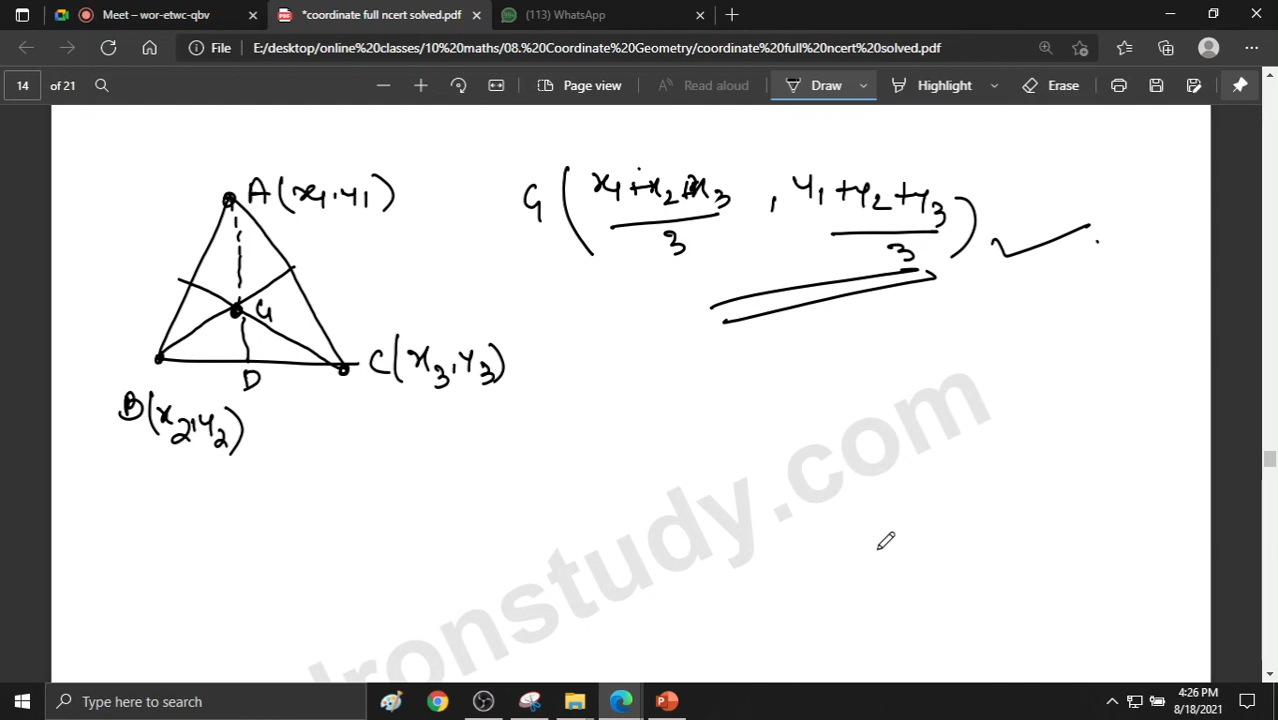 Meet – wor-etwc-qbv
*coordinate full ncert solved.pdf
(113) WhatsApp
File
E:/desktop/online%20classes/10%20maths/08.%20Coordinate%20Geometry/coordinate%20full%20ncert%20solved.pdf
14 of 21
Page view
Read aloud
Draw
Highlight
Erase
A(x1,y1)
G (x1+x2+x3/3 , y1+y2+y3/3)
G
C(x3,y3)
D
B(x2,y2)
dronstudy.com
Type here to search
4:26 PM
8/18/2021